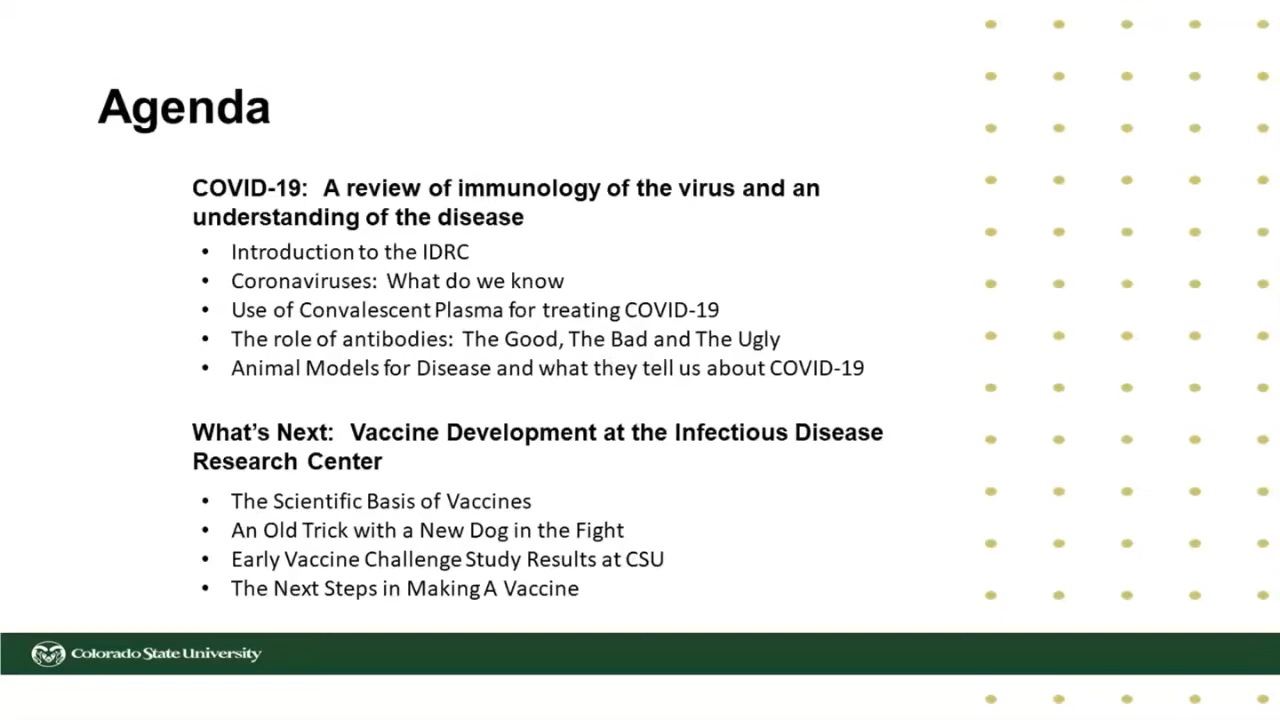 Agenda
COVID-19: A review of immunology of the virus and an
understanding of the disease
• Introduction to the IDRC
• Coronaviruses: What do we know
• Use of Convalescent Plasma for treating COVID-19
• The role of antibodies: The Good, The Bad and The Ugly
• Animal Models for Disease and what they tell us about COVID-19
What's Next: Vaccine Development at the Infectious Disease
Research Center
• The Scientific Basis of Vaccines
• An Old Trick with a New Dog in the Fight
• Early Vaccine Challenge Study Results at CSU
• The Next Steps in Making A Vaccine
Colorado State University